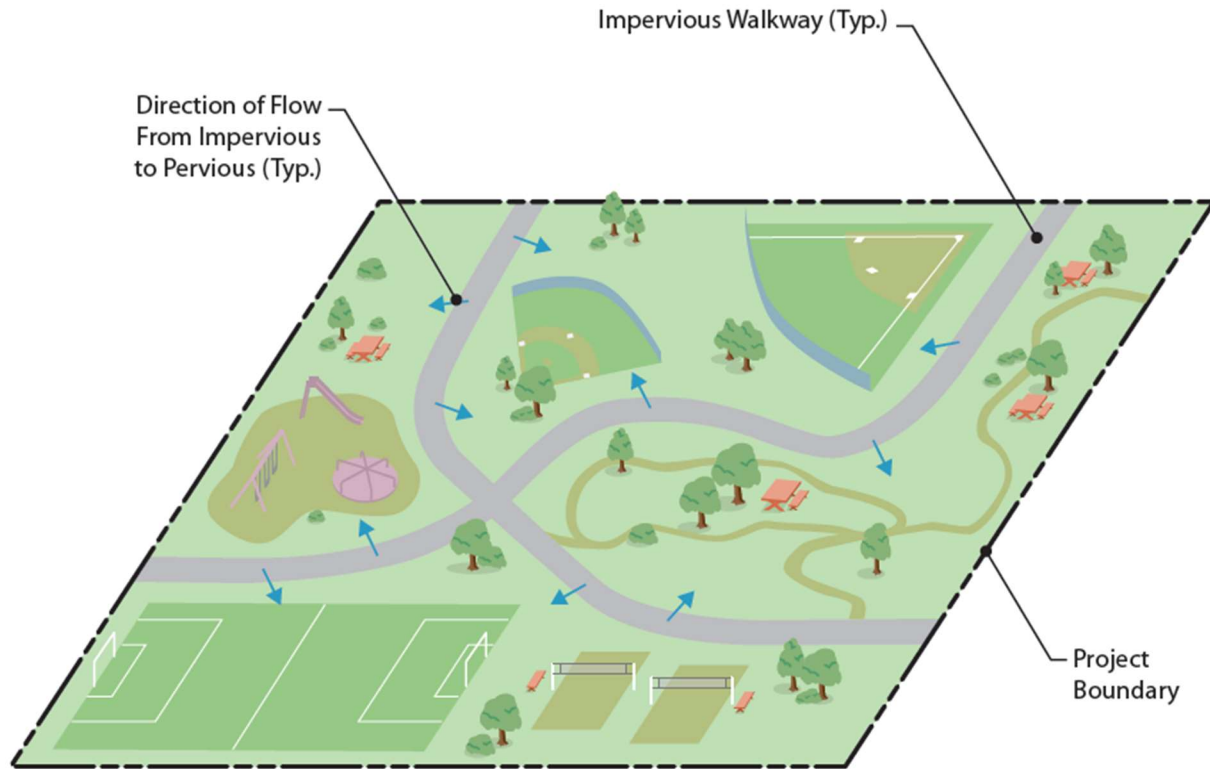 Impervious Walkway (Typ.)
Direction of Flow
From Impervious
to Pervious (Typ.)
Project
Boundary